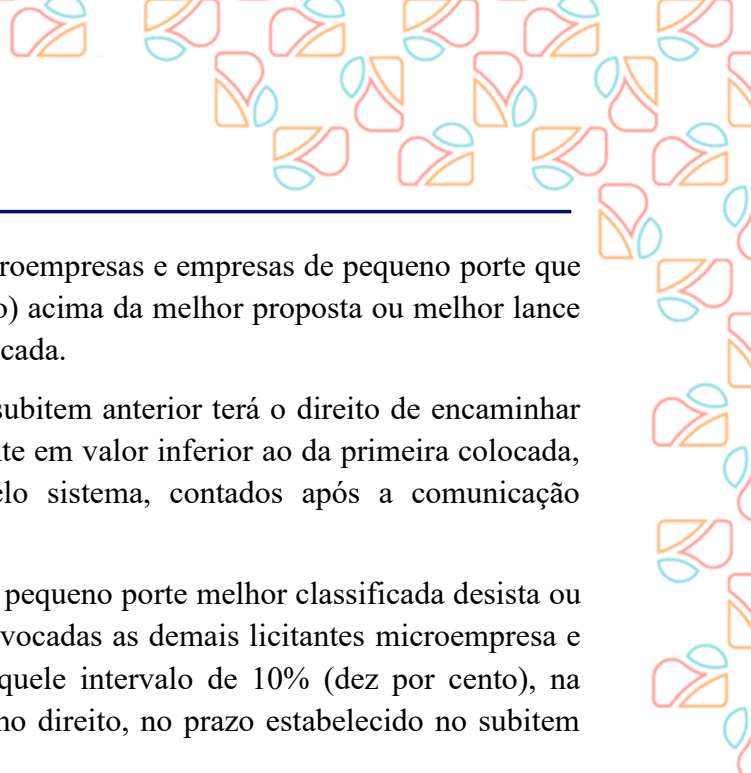 roempresas e empresas de pequeno porte que
o) acima da melhor proposta ou melhor lance
cada.
subitem anterior terá o direito de encaminhar
te em valor inferior ao da primeira colocada,
elo sistema, contados após a comunicação
pequeno porte melhor classificada desista ou
vocadas as demais licitantes microempresa e
quele intervalo de 10% (dez por cento), na
no direito, no prazo estabelecido no subitem